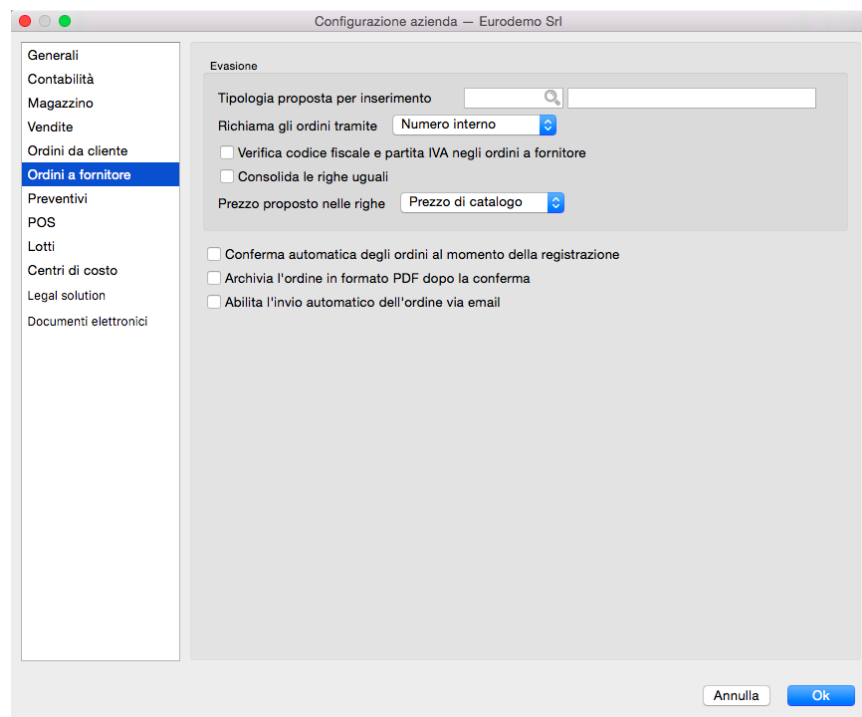 Configurazione azienda — Eurodemo Srl
Generali
Contabilità
Magazzino
Vendite
Ordini da cliente
Ordini a fornitore
Preventivi
POS
Lotti
Centri di costo
Legal solution
Documenti elettronici
Evasione
Tipologia proposta per inserimento
Richiama gli ordini tramite Numero interno
Verifica codice fiscale e partita IVA negli ordini a fornitore
Consolida le righe uguali
Prezzo proposto nelle righe Prezzo di catalogo
Conferma automatica degli ordini al momento della registrazione
Archivia l'ordine in formato PDF dopo la conferma
Abilita l'invio automatico dell'ordine via email
Annulla Ok